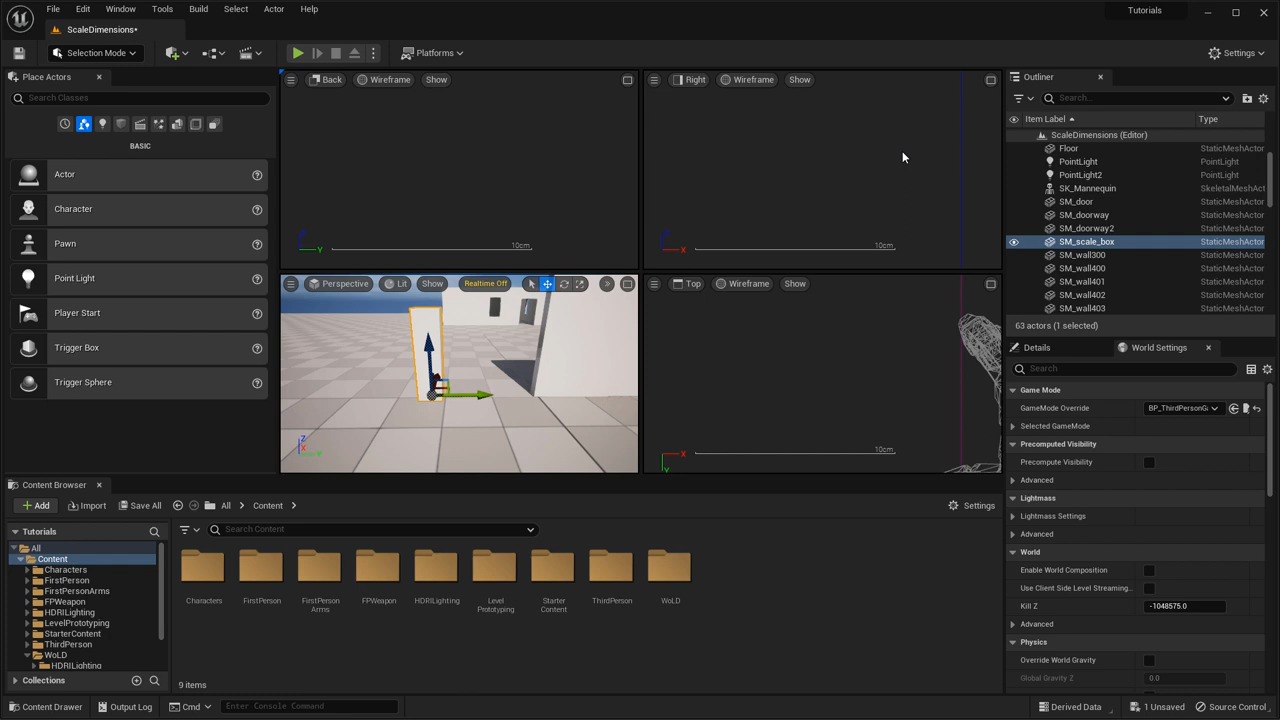 File Edit Window Tools Build Select Actor Help
Tutorials
ScaleDimensions*
Selection Mode
Platforms
Settings
Place Actors
Search Classes
BASIC
Actor
Character
Pawn
Point Light
Player Start
Trigger Box
Trigger Sphere
Back Wireframe Show
10cm
Y
Right Wireframe Show
10cm
X
Perspective Lit Show Realtime Off
Z
X
Top Wireframe Show
10cm
X
Y
Outliner
Search...
Item Label Type
ScaleDimensions (Editor)
Floor StaticMeshActor
PointLight PointLight
PointLight2 PointLight
SK_Mannequin SkeletalMeshAct
SM_door StaticMeshActor
SM_doorway StaticMeshActor
SM_doorway2 StaticMeshActor
SM_scale_box StaticMeshActor
SM_wall300 StaticMeshActor
SM_wall400 StaticMeshActor
SM_wall401 StaticMeshActor
SM_wall402 StaticMeshActor
SM_wall403 StaticMeshActor
63 actors (1 selected)
Details
World Settings
Search
Game Mode
GameMode Override BP_ThirdPersonG
Selected GameMode
Precomputed Visibility
Precompute Visibility
Advanced
Lightmass
Lightmass Settings
Advanced
World
Enable World Composition
Use Client Side Level Streaming...
Kill Z -1048575.0
Advanced
Physics
Override World Gravity
Global Gravity Z 0.0
Content Browser
Add Import Save All All Content
Settings
Tutorials
Search Content
All
Content
Characters
FirstPerson
FirstPersonArms
FPWeapon
HDRILighting
LevelPrototyping
StarterContent
ThirdPerson
WoLD
HDRILighting
Collections
Characters
FirstPerson
FirstPerson
Arms
FPWeapon
HDRILighting
Level
Prototyping
Starter
Content
ThirdPerson
WoLD
9 items
Content Drawer
Output Log
Cmd
Enter Console Command
Derived Data
1 Unsaved
Source Control